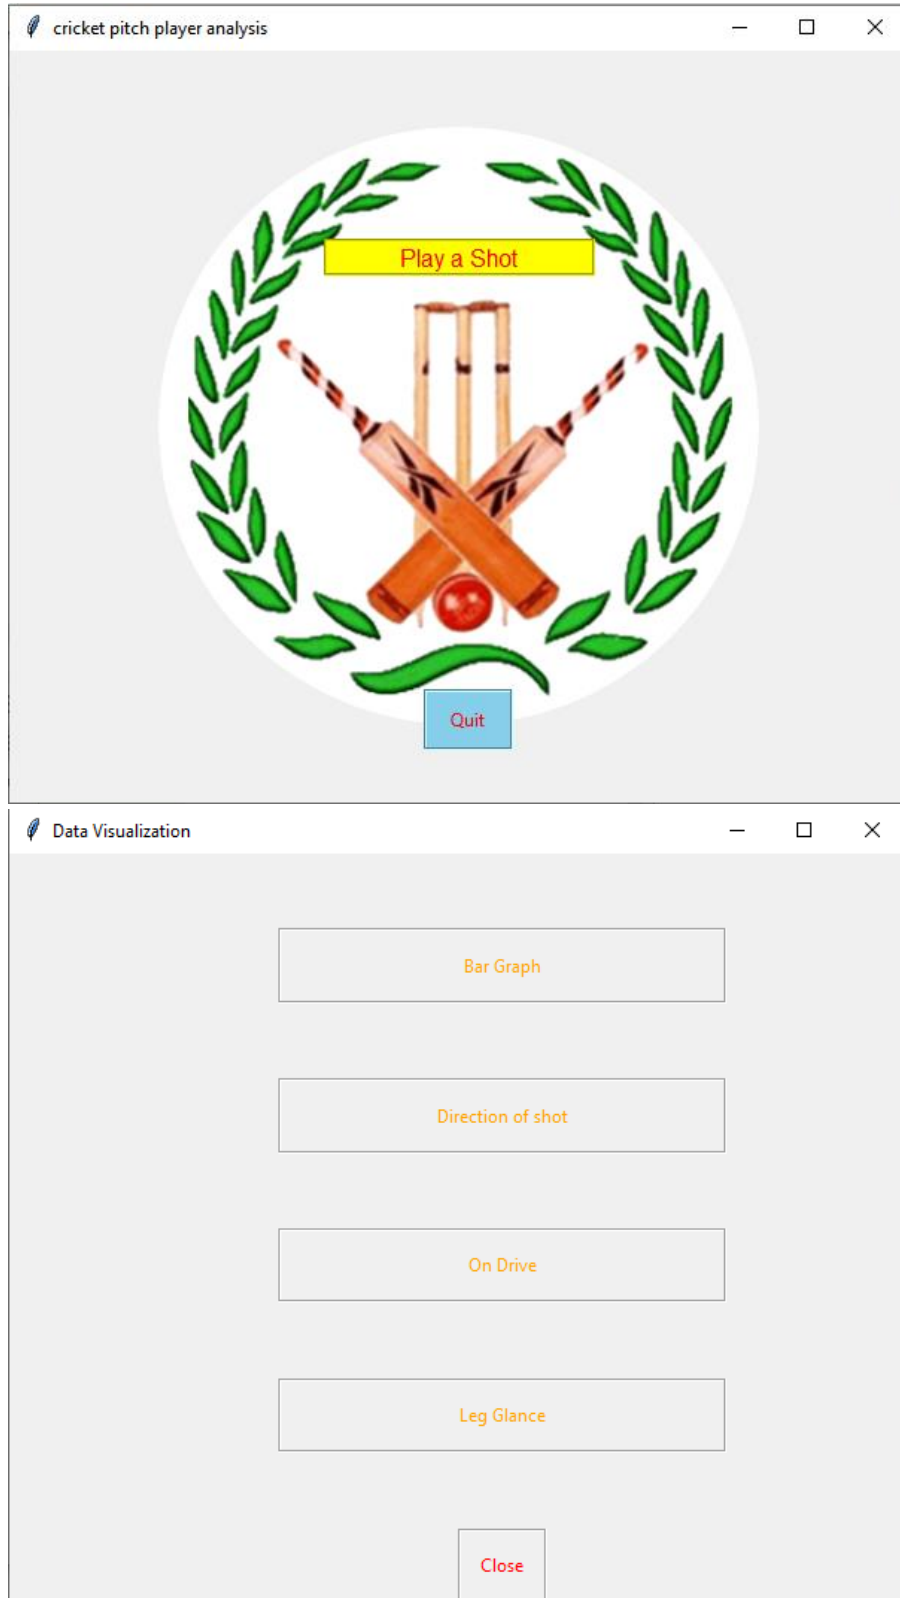 cricket pitch player analysis
Play a Shot
Quit
Data Visualization
Bar Graph
Direction of shot
On Drive
Leg Glance
Close